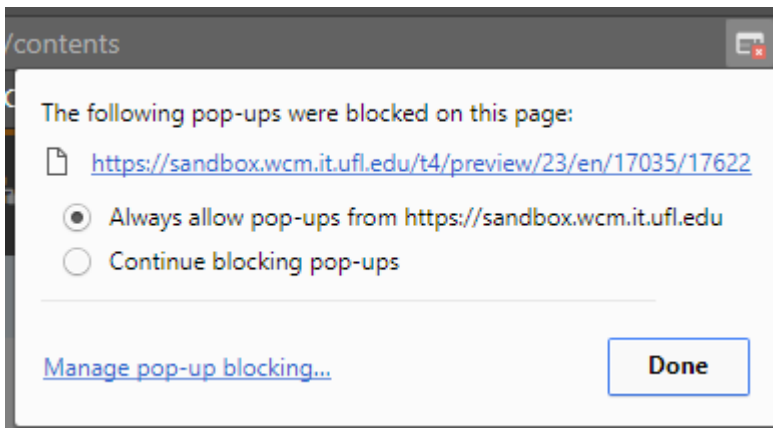 /contents
The following pop-ups were blocked on this page:
https://sandbox.wcm.it.ufl.edu/t4/preview/23/en/17035/17622
Always allow pop-ups from https://sandbox.wcm.it.ufl.edu
Continue blocking pop-ups
Manage pop-up blocking...
Done